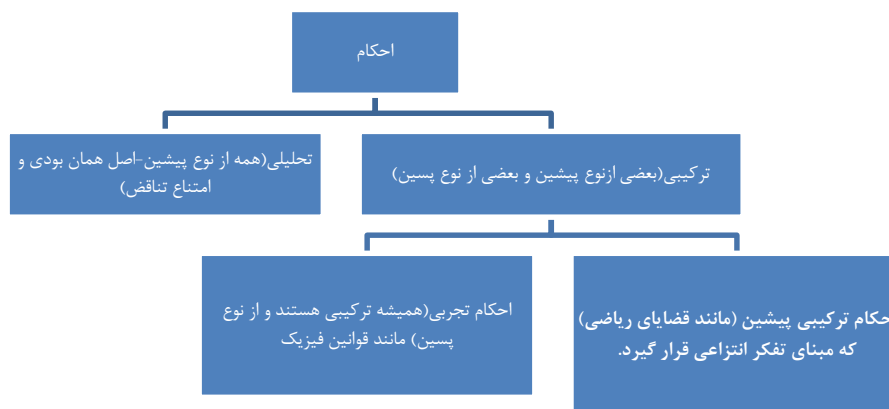 احکام
تحلیلی(همه از نوع پیشین-اصل همان بودی و
امتناع تناقض)
ترکیبی(بعضی ازنوع پیشین و بعضی از نوع پسین)
احکام تجربی(همیشه ترکیبی هستند و از نوع
پسین) مانند قوانین فیزیک
حکام ترکیبی پیشین (مانند قضایای ریاضی)
که مبنای تفکر انتزاعی قرار گیرد.